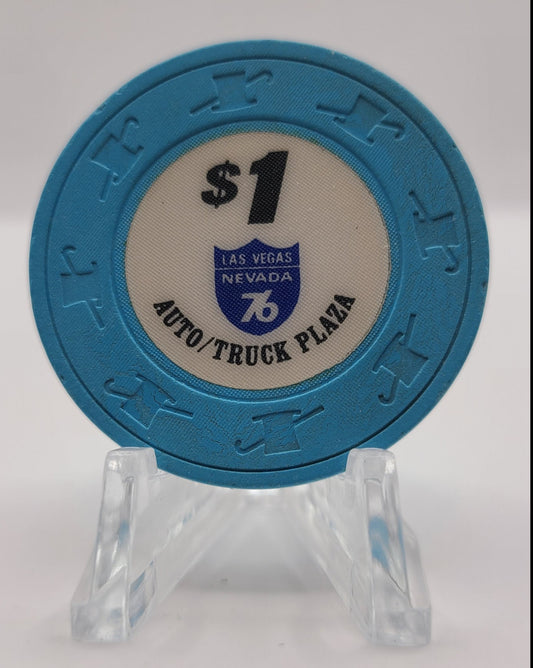 $1
LAS VEGAS
NEVADA
76
AUTO/TRUCK PLAZA